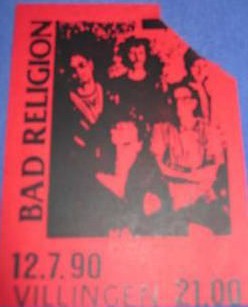 BAD RELIGION
12.7.90
VILLINGEN 21.00